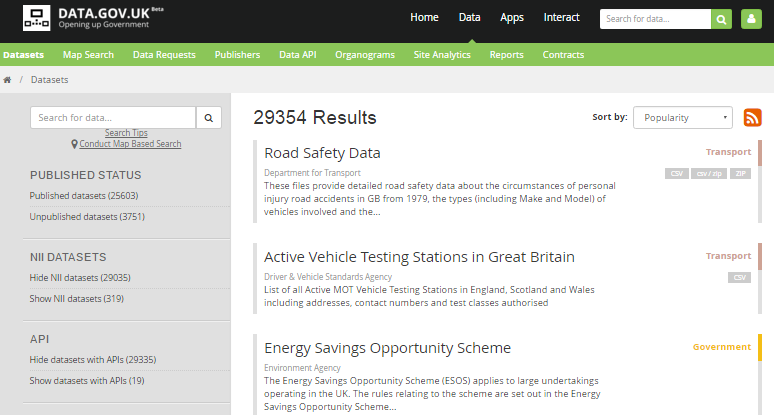 DATA.GOV.UK Beta
Opening up Government
Home Data Apps Interact
Search for data...
Datasets Map Search Data Requests Publishers Data API Organograms Site Analytics Reports Contracts
/ Datasets
Search for data...
Search Tips
Conduct Map Based Search
PUBLISHED STATUS
Published datasets (25603)
Unpublished datasets (3751)
NII DATASETS
Hide NII datasets (29035)
Show NII datasets (319)
API
Hide datasets with APIs (29335)
Show datasets with APIs (19)
29354 Results
Sort by: Popularity
Road Safety Data
Transport
Department for Transport
CSV csv / zip ZIP
These files provide detailed road safety data about the circumstances of personal
injury road accidents in GB from 1979, the types (including Make and Model) of
vehicles involved and the...
Active Vehicle Testing Stations in Great Britain
Transport
Driver & Vehicle Standards Agency
CSV
List of all Active MOT Vehicle Testing Stations in England, Scotland and Wales
including addresses, contact numbers and test classes authorised
Energy Savings Opportunity Scheme
Government
Environment Agency
The Energy Savings Opportunity Scheme (ESOS) applies to large undertakings
operating in the UK. The rules relating to the scheme are set out in the Energy
Savings Opportunity Scheme...